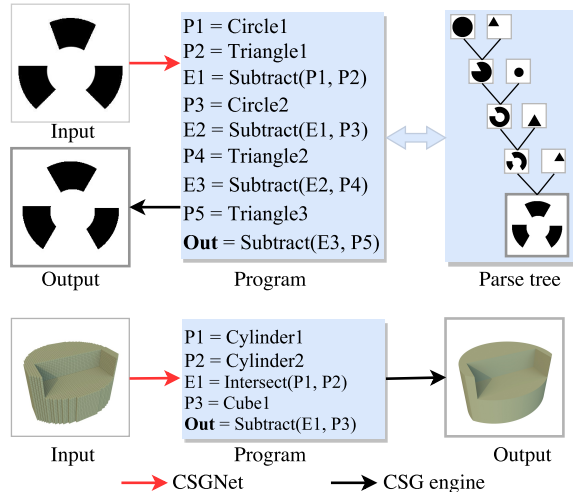 P1 = Circle1
P2 = Triangle1
E1 = Subtract(P1, P2)
P3 = Circle2
E2 = Subtract(E1, P3)
P4 = Triangle2
E3 = Subtract(E2, P4)
P5 = Triangle3
Out = Subtract(E3, P5)
Input
Output
Program
Parse tree
P1 = Cylinder1
P2 = Cylinder2
E1 = Intersect(P1, P2)
P3 = Cube1
Out = Subtract(E1, P3)
Input
Program
Output
CSGNet
CSG engine